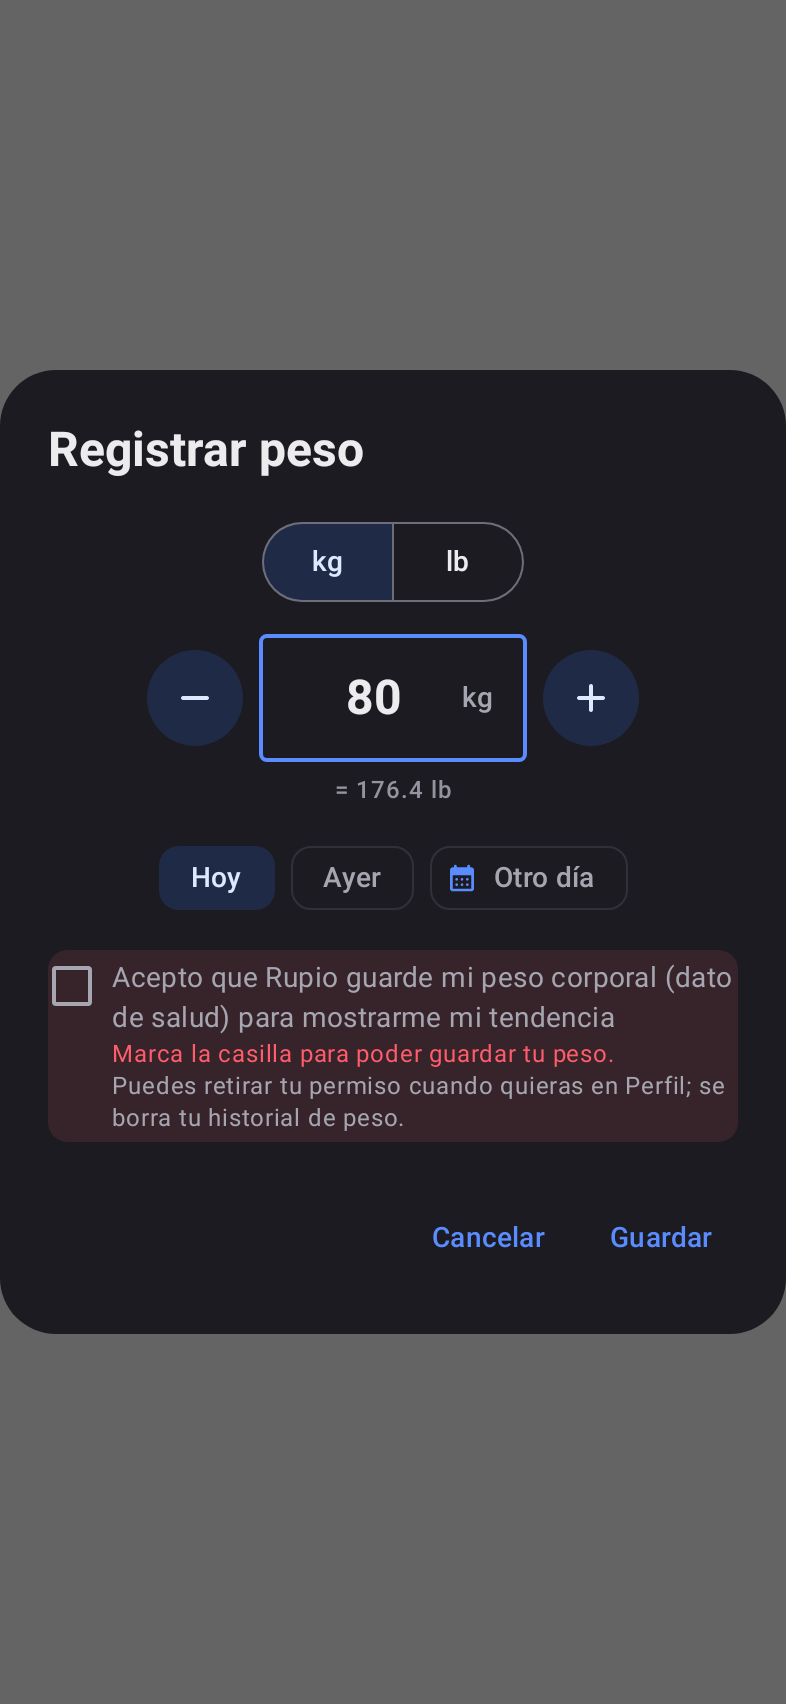 Registrar peso
kg
lb
80 kg
= 176.4 lb
Hoy
Ayer
Otro día
Acepto que Rupio guarde mi peso corporal (dato
de salud) para mostrarme mi tendencia
Marca la casilla para poder guardar tu peso.
Puedes retirar tu permiso cuando quieras en Perfil; se
borra tu historial de peso.
Cancelar
Guardar